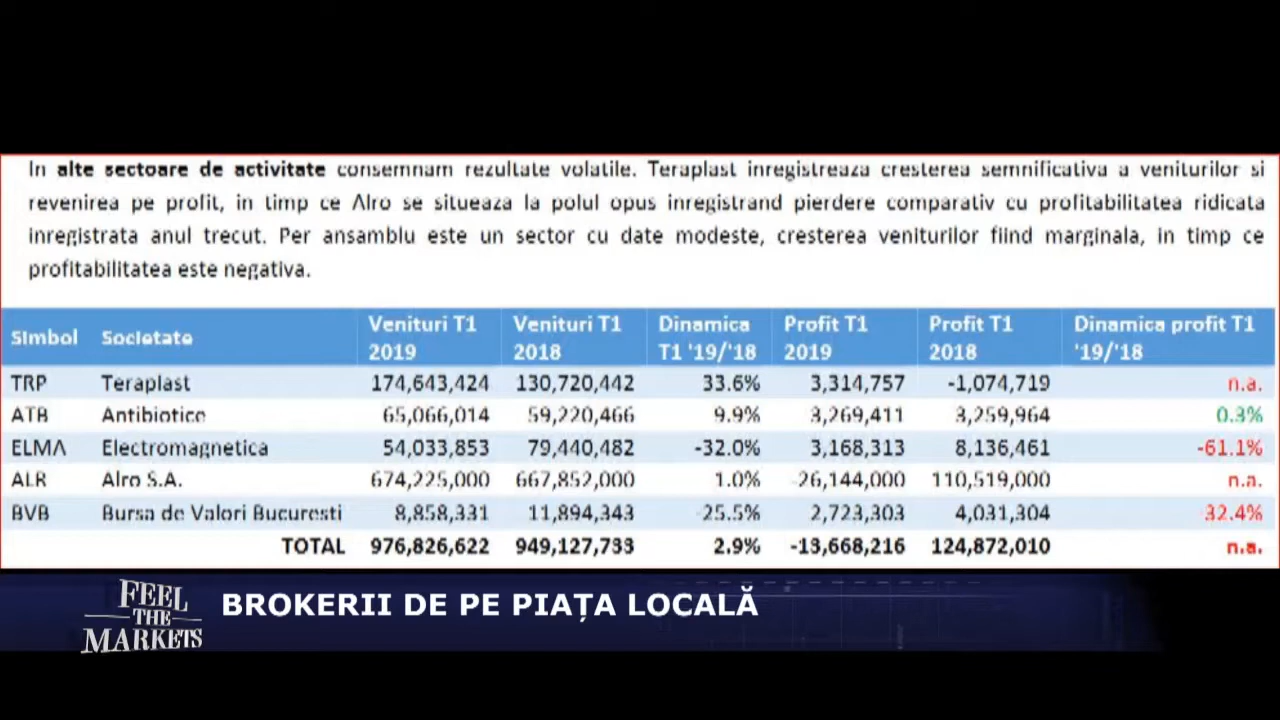 In alte sectoare de activitate consemnam rezultate volatile. Teraplast inregistreaza cresterea semnificativa a veniturilor si
revenirea pe profit, in timp ce Alro se situeaza la polul opus inregistrand pierdere comparativ cu profitabilitatea ridicata
inregistrata anul trecut. Per ansamblu este un sector cu date modeste, cresterea veniturilor fiind marginala, in timp ce
profitabilitatea este negativa.
Simbol Societate Venituri T1 2019 Venituri T1 2018 Dinamica T1 '19/'18 Profit T1 2019 Profit T1 2018 Dinamica profit T1 '19/'18
TRP Teraplast 174,643,424 130,720,442 33.6% 3,314,757 -1,074,719 n.a.
ATB Antibiotice 65,066,014 59,220,466 9.9% 3,269,411 3,259,964 0.3%
ELMA Electromagnetica 54,033,853 79,440,482 -32.0% 3,168,313 8,136,461 -61.1%
ALR Alro S.A. 674,225,000 667,852,000 1.0% -26,144,000 110,519,000 n.a.
BVB Bursa de Valori Bucuresti 8,858,331 11,894,343 -25.5% 2,723,303 4,031,304 -32.4%
TOTAL 976,826,622 949,127,733 2.9% -13,668,216 124,872,010 n.a.
FEEL
THE
MARKETS
BROKERII DE PE PIAȚA LOCALĂ